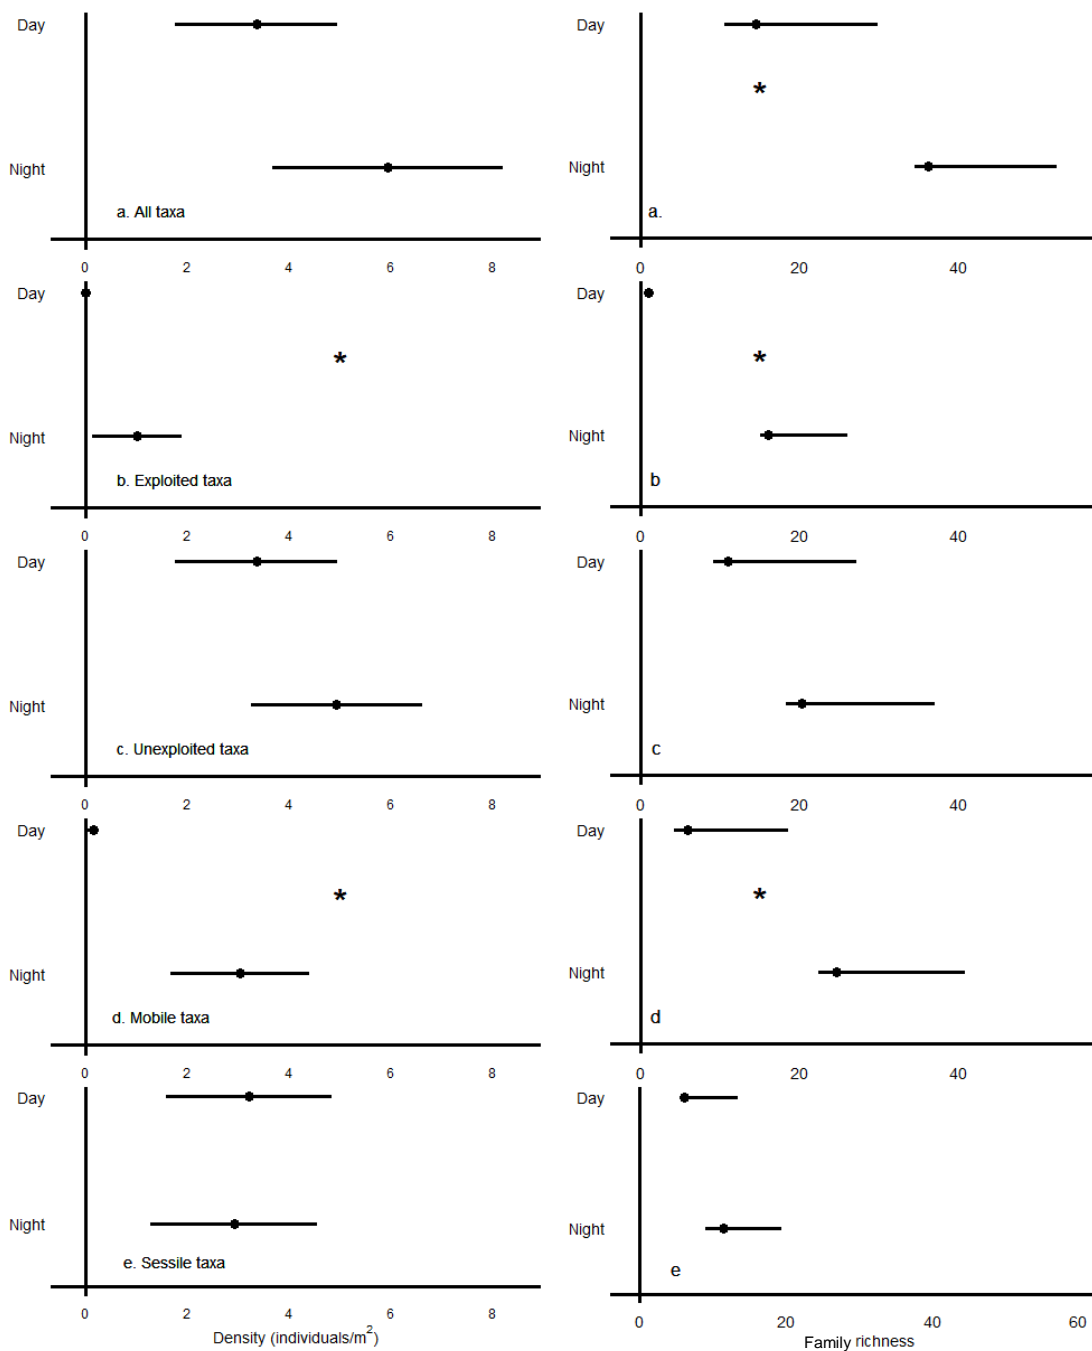 Day
*
Night
a. All taxa
0 2 4 6 8
Day
*
Night
b. Exploited taxa
0 2 4 6 8
Day
Night
c. Unexploited taxa
0 2 4 6 8
Day
*
Night
d. Mobile taxa
0 2 4 6 8
Day
Night
e. Sessile taxa
0 2 4 6 8
Density (individuals/m²)
Day
Night
a.
0 20 40
Day
*
Night
b
0 20 40
Day
Night
c
0 20 40
Day
*
Night
d
0 20 40
Day
Night
e
0 20 40 60
Family richness